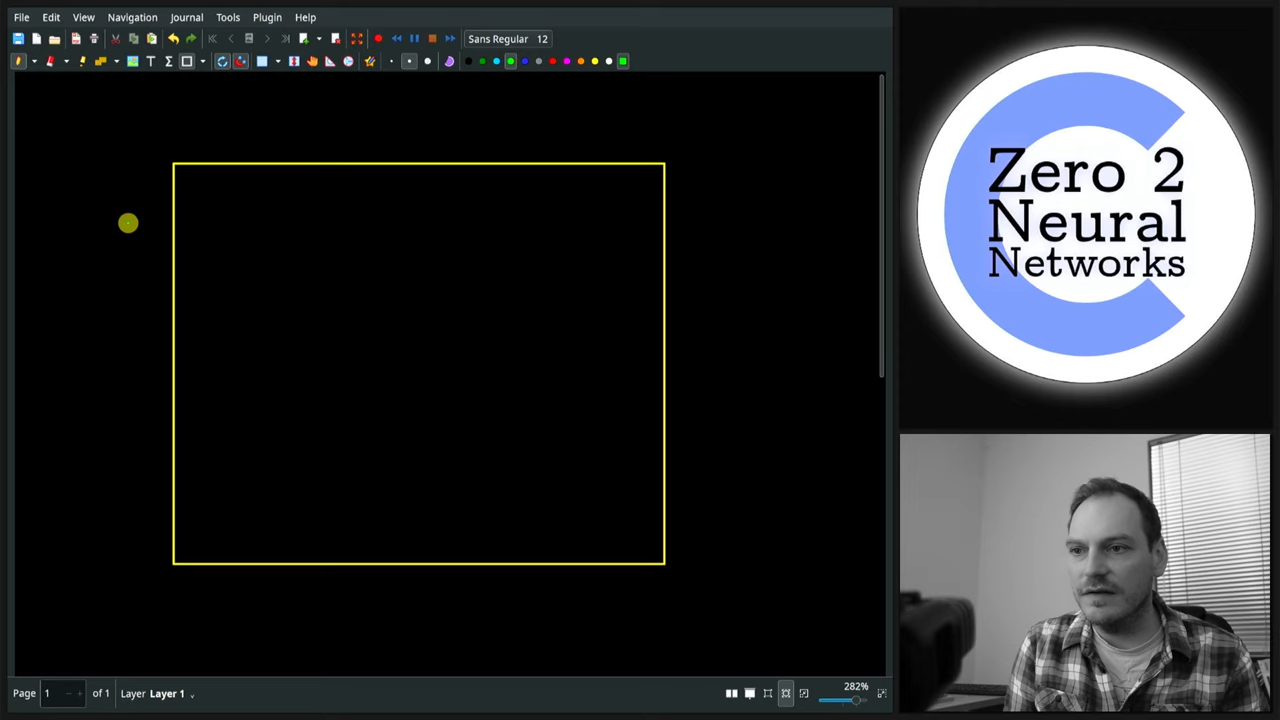 File Edit View Navigation Journal Tools Plugin Help
Sans Regular 12
Zero 2
Neural
Networks
Page 1 of 1 Layer Layer 1 282%